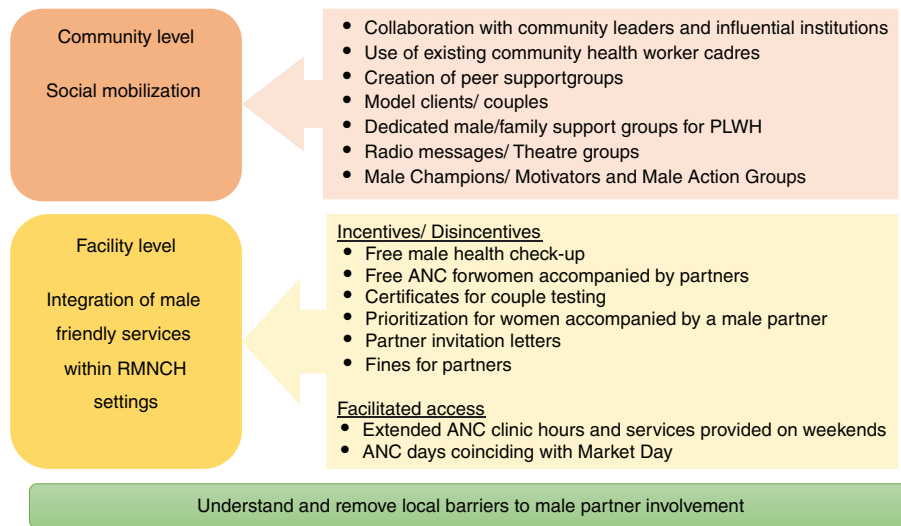 Community level
Social mobilization
• Collaboration with community leaders and influential institutions
• Use of existing community health worker cadres
• Creation of peer supportgroups
• Model clients/ couples
• Dedicated male/family support groups for PLWH
• Radio messages/ Theatre groups
• Male Champions/ Motivators and Male Action Groups
Facility level
Integration of male
friendly services
within RMNCH
settings
Incentives/ Disincentives
• Free male health check-up
• Free ANC forwomen accompanied by partners
• Certificates for couple testing
• Prioritization for women accompanied by a male partner
• Partner invitation letters
• Fines for partners
Facilitated access
• Extended ANC clinic hours and services provided on weekends
• ANC days coinciding with Market Day
Understand and remove local barriers to male partner involvement